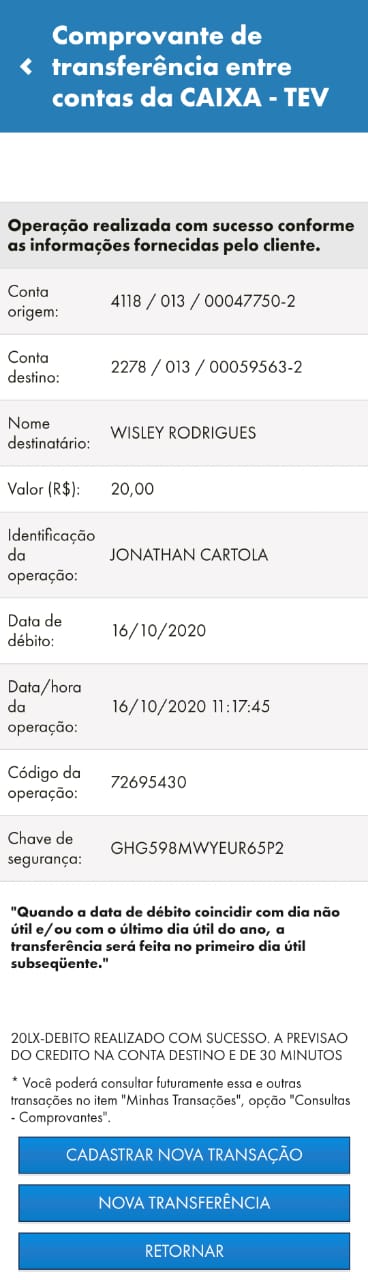 Comprovante de
transferência entre
contas da CAIXA - TEV
Operação realizada com sucesso conforme
as informações fornecidas pelo cliente.
Conta
origem:
4118 / 013 / 00047750-2
Conta
destino:
2278 / 013 / 00059563-2
Nome
destinatário:
WISLEY RODRIGUES
Valor (R$): 20,00
Identificação
da
operação:
JONATHAN CARTOLA
Data de
débito:
16/10/2020
Data/hora
da
operação:
16/10/2020 11:17:45
Código da
operação:
72695430
Chave de
segurança:
GHG598MWYEUR65P2
"Quando a data de débito coincidir com dia não
útil e/ou com o último dia útil do ano, a
transferência será feita no primeiro dia útil
subseqüente."
20LX-DEBITO REALIZADO COM SUCESSO. A PREVISAO
DO CREDITO NA CONTA DESTINO E DE 30 MINUTOS
* Você poderá consultar futuramente essa e outras
transações no item "Minhas Transações", opção "Consultas
- Comprovantes".
CADASTRAR NOVA TRANSAÇÃO
NOVA TRANSFERÊNCIA
RETORNAR